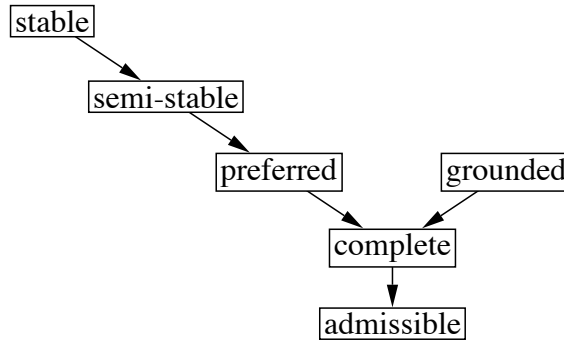 stable
semi-stable
preferred
grounded
complete
admissible